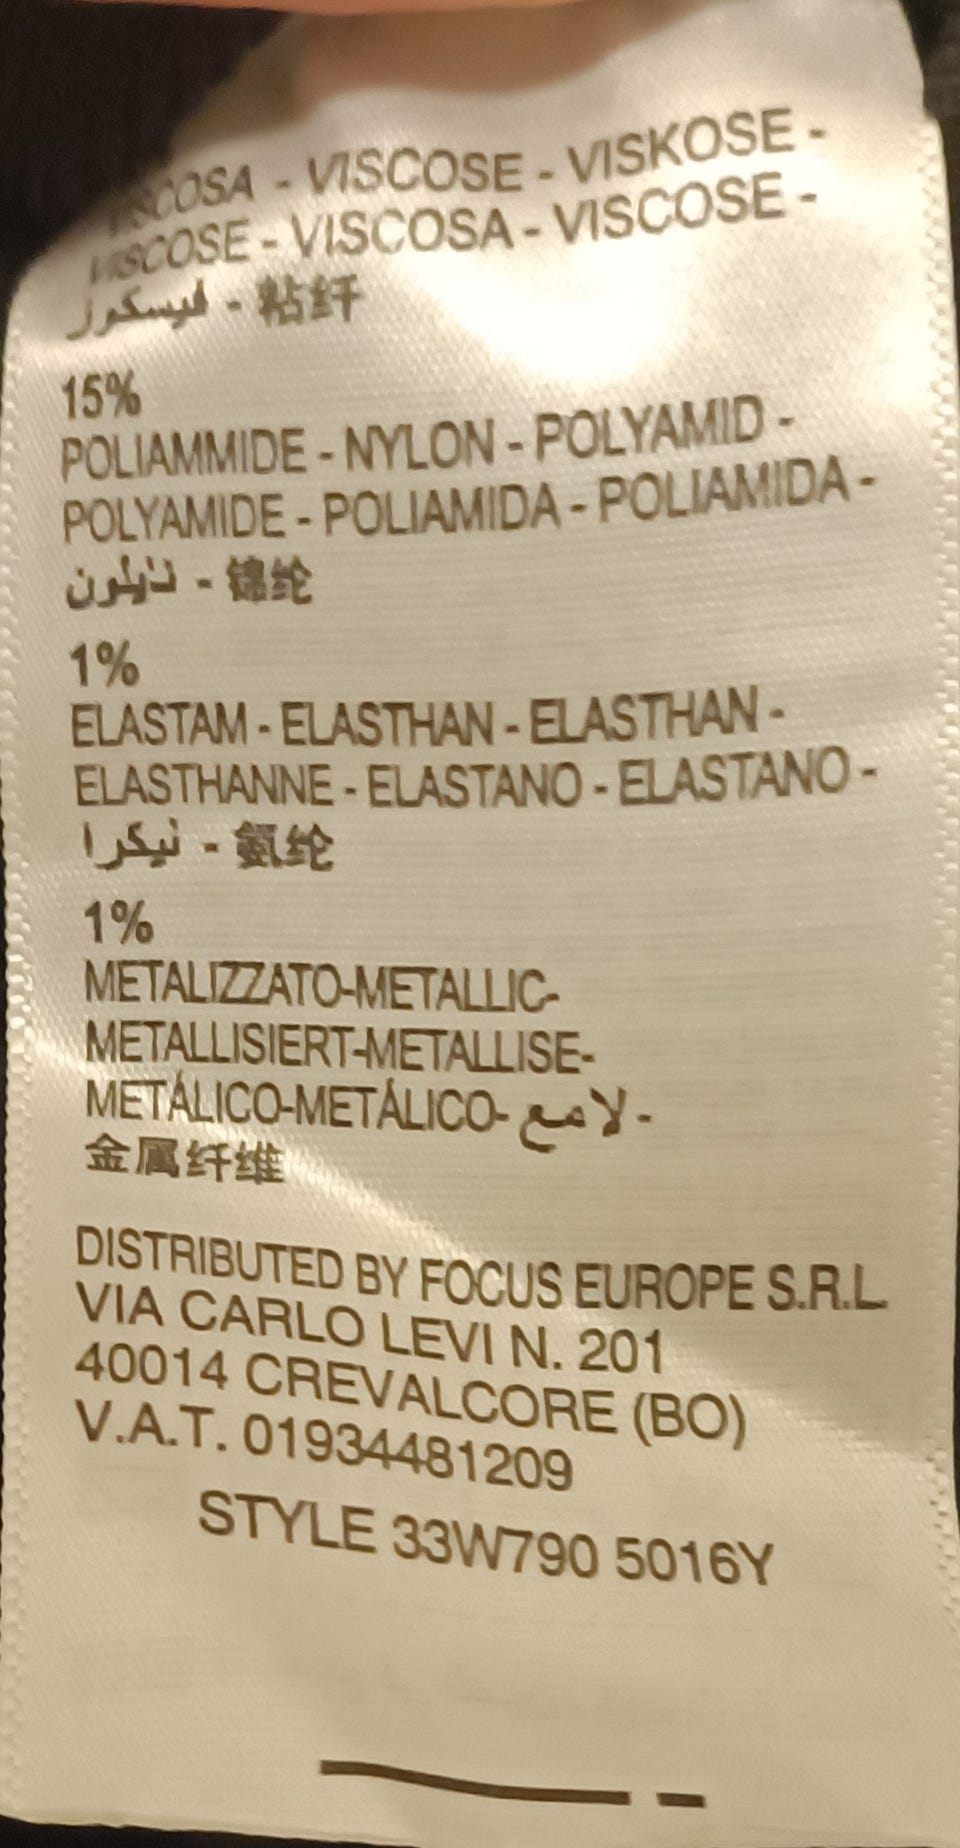 VISCOSA - VISCOSE - VISKOSE -
VISCOSE - VISCOSA - VISCOSE -
فيسكوز - 粘纤
15%
POLIAMMIDE - NYLON - POLYAMID -
POLYAMIDE - POLIAMIDA - POLIAMIDA -
نايلون - 锦纶
1%
ELASTAM - ELASTHAN - ELASTHAN -
ELASTHANNE - ELASTANO - ELASTANO -
ليكرا - 氨纶
1%
METALIZZATO-METALLIC-
METALLISIERT-METALLISE-
METÁLICO-METÁLICO- لامع -
金属纤维
DISTRIBUTED BY FOCUS EUROPE S.R.L.
VIA CARLO LEVI N. 201
40014 CREVALCORE (BO)
V.A.T. 01934481209
STYLE 33W790 5016Y